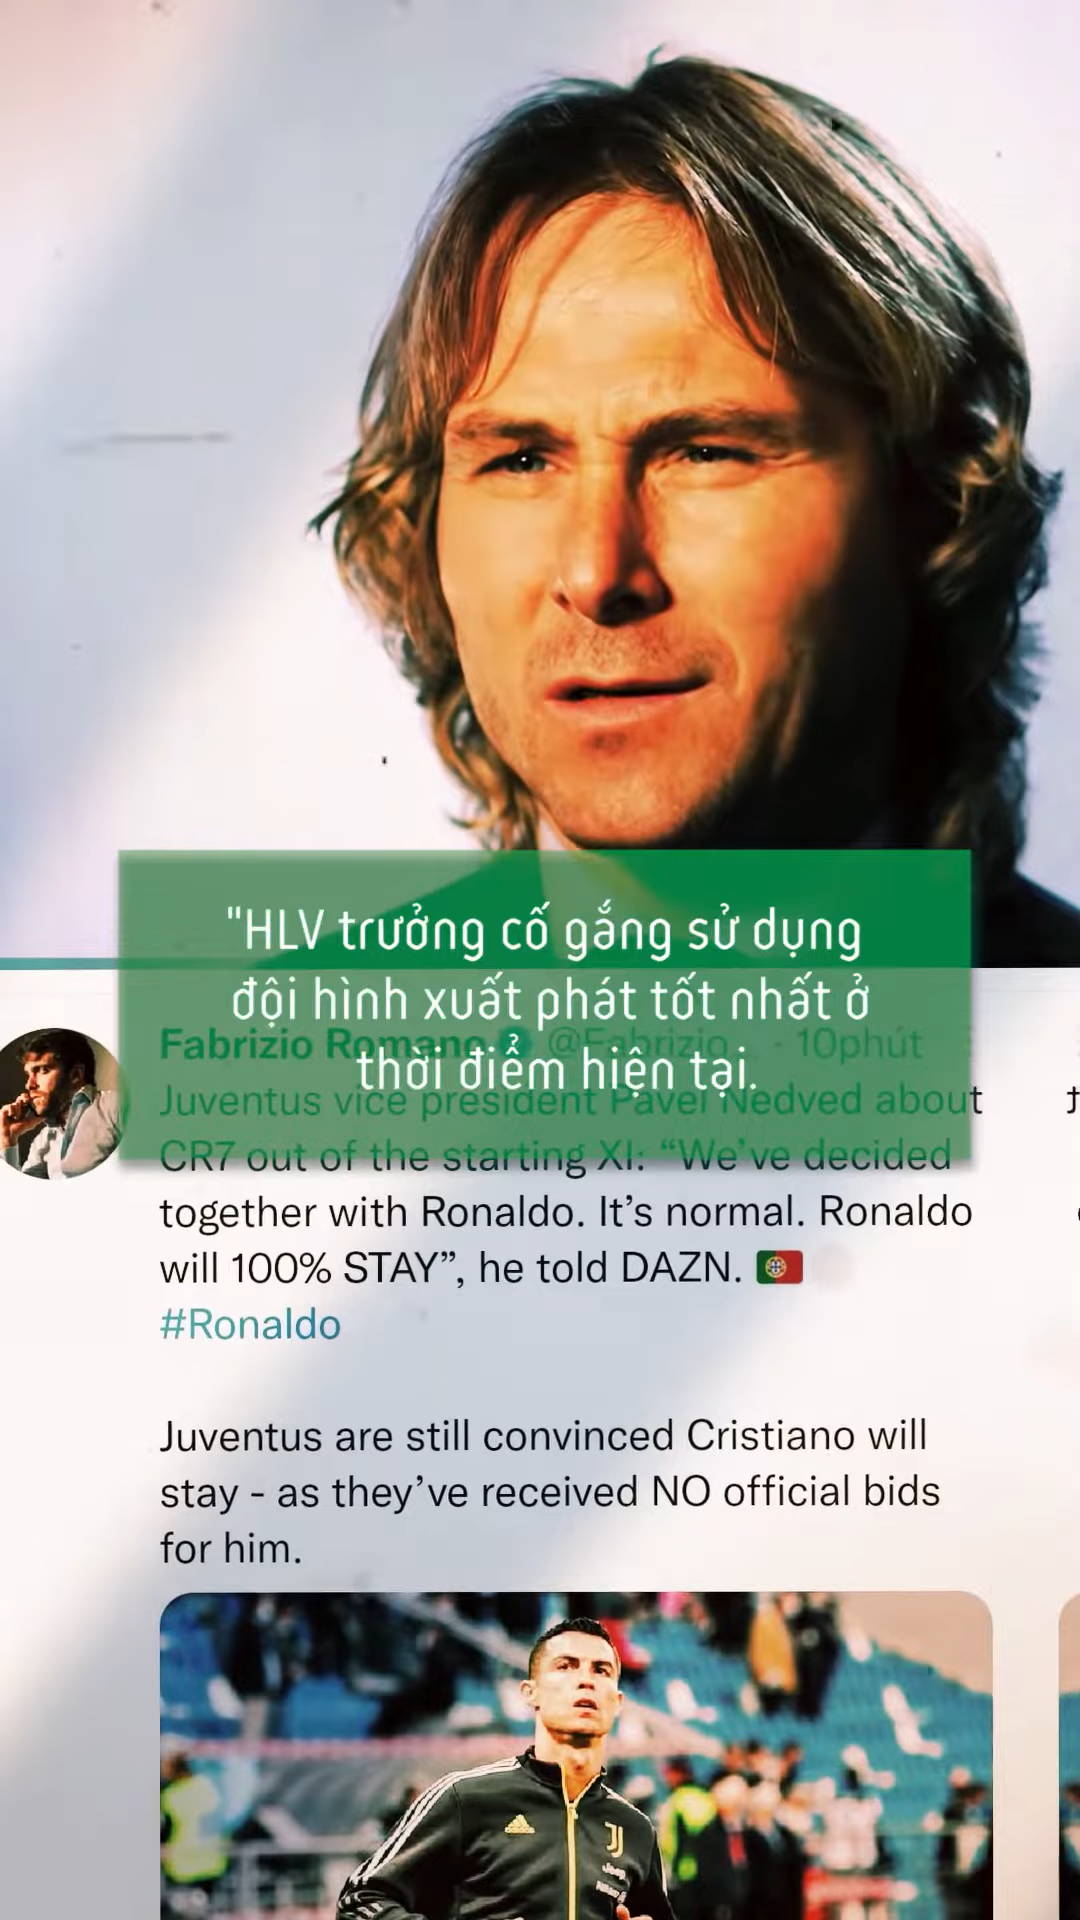 "HLV trưởng cố gắng sử dụng
đội hình xuất phát tốt nhất ở
thời điểm hiện tại.
Fabrizio Romano @Fabrizio... · 10phút
Juventus vice president Pavel Nedved about
CR7 out of the starting XI: “We’ve decided
together with Ronaldo. It’s normal. Ronaldo
will 100% STAY”, he told DAZN.
#Ronaldo
Juventus are still convinced Cristiano will
stay - as they’ve received NO official bids
for him.
Jeep